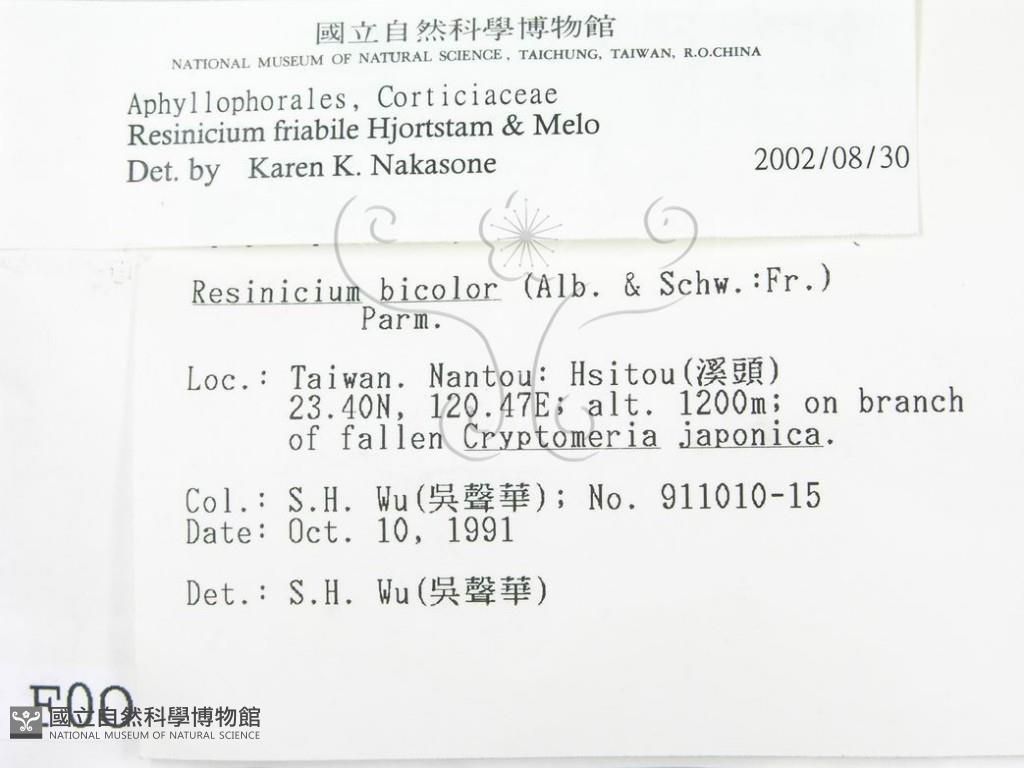 國立自然科學博物館
NATIONAL MUSEUM OF NATURAL SCIENCE, TAICHUNG, TAIWAN, R.O.CHINA
Aphyllophorales, Corticiaceae
Resinicium friabile Hjortstam & Melo
Det. by Karen K. Nakasone 2002/08/30
Resinicium bicolor (Alb. & Schw.:Fr.)
Parm.
Loc.: Taiwan. Nantou: Hsitou(溪頭)
23.40N, 120.47E; alt. 1200m; on branch
of fallen Cryptomeria japonica.
Col.: S.H. Wu(吳聲華); No. 911010-15
Date: Oct. 10, 1991
Det.: S.H. Wu(吳聲華)
F00
國立自然科學博物館
NATIONAL MUSEUM OF NATURAL SCIENCE